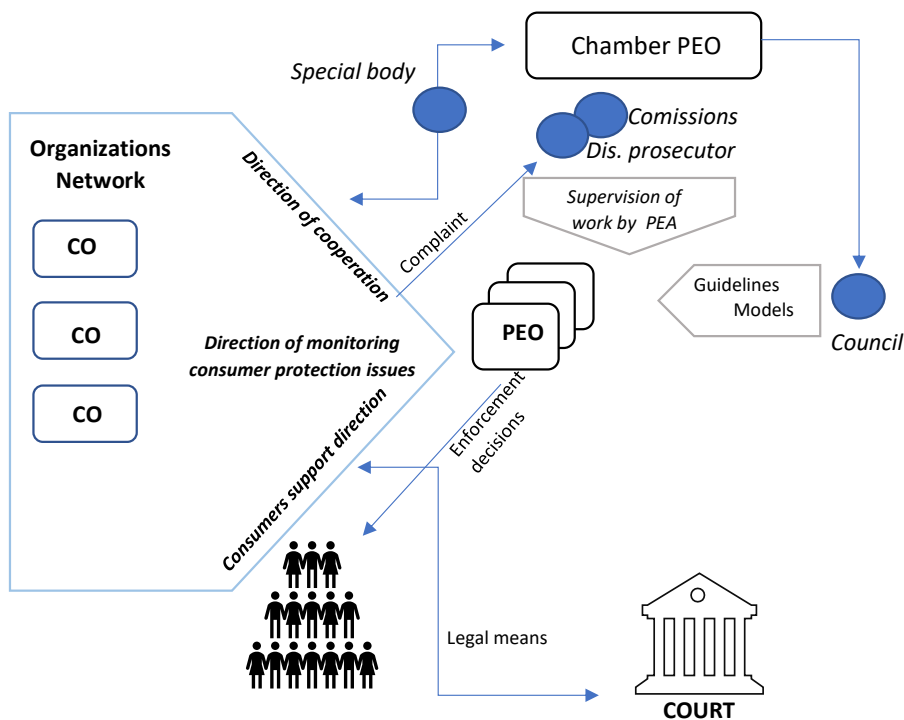 Chamber PEO
Special body
Comissions
Dis. prosecutor
Organizations
Network
CO
CO
CO
Direction of cooperation
Complaint
Supervision of
work by PEA
Guidelines
Models
Council
PEO
Direction of monitoring
consumer protection issues
Enforcement
decisions
Consumers support direction
Legal means
COURT